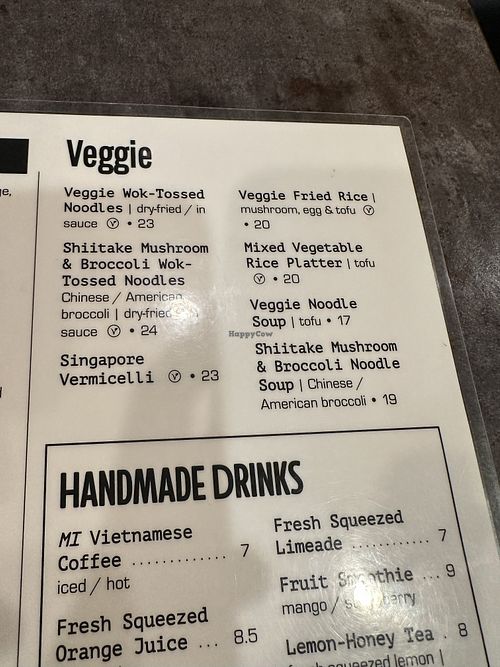 ge,
Veggie
Veggie Wok-Tossed
Noodles | dry-fried / in
sauce Ⓥ • 23
Shiitake Mushroom
& Broccoli Wok-
Tossed Noodles
Chinese / American
broccoli | dry-fried
sauce Ⓥ • 24
Singapore
Vermicelli Ⓥ • 23
Veggie Fried Rice |
mushroom, egg & tofu Ⓥ
• 20
Mixed Vegetable
Rice Platter | tofu
Ⓥ • 20
Veggie Noodle
Soup | tofu • 17
Shiitake Mushroom
& Broccoli Noodle
Soup | Chinese /
American broccoli • 19
HappyCow
HANDMADE DRINKS
MI Vietnamese
Coffee ............. 7
iced / hot
Fresh Squeezed
Orange Juice ... 8.5
Fresh Squeezed
Limeade ........... 7
Fruit Smoothie ... 9
mango /
Lemon-Honey Tea . 8
squeezed lemon |